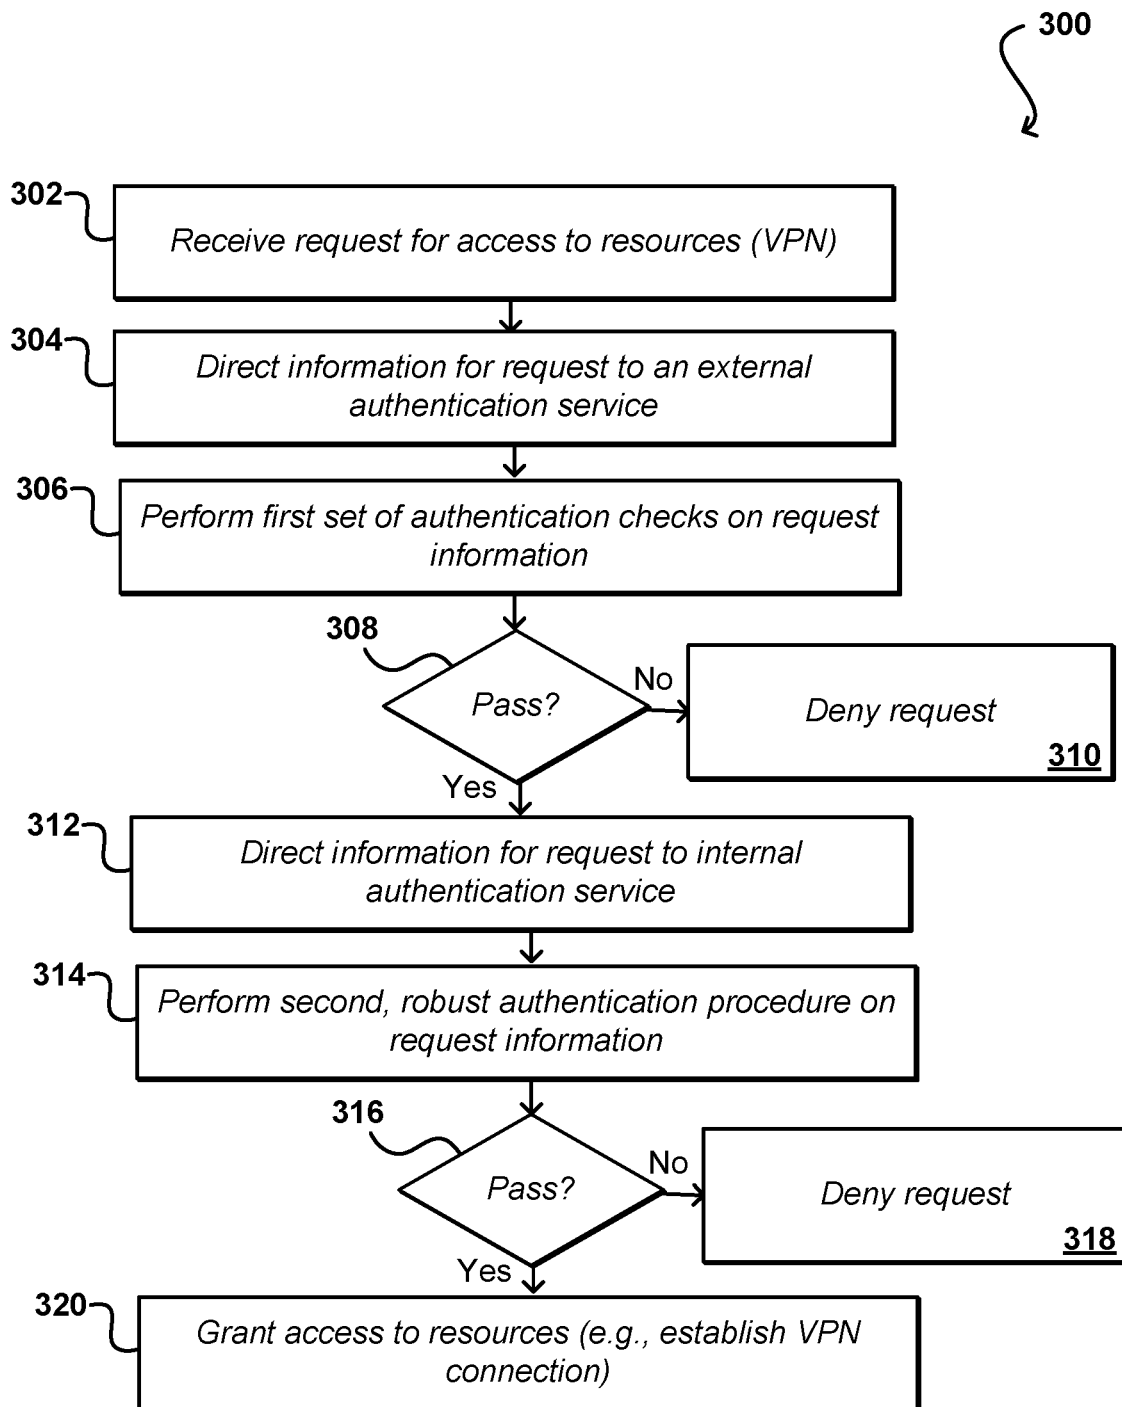 300
302
Receive request for access to resources (VPN)
304
Direct information for request to an external
authentication service
306
Perform first set of authentication checks on request
information
308
Pass?
No
Deny request
310
Yes
312
Direct information for request to internal
authentication service
314
Perform second, robust authentication procedure on
request information
316
Pass?
No
Deny request
318
Yes
320
Grant access to resources (e.g., establish VPN
connection)